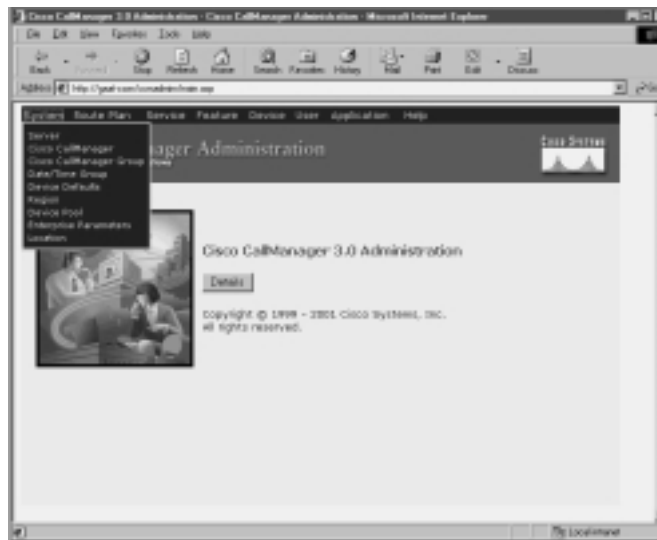 Cisco CallManager 3.0 Administration - Cisco CallManager Administration - Microsoft Internet Explorer
File Edit View Favorites Tools Help
Back Forward Stop Refresh Home Search Favorites History Mail Print Edit Discuss
Address
System Route Plan Service Feature Device User Application Help
Server
Cisco CallManager
Cisco CallManager Group
Date/Time Group
Device Defaults
Region
Device Pool
Enterprise Parameters
Location
ager Administration
Cisco Systems
Cisco CallManager 3.0 Administration
Details
Copyright © 1999 - 2001 Cisco Systems, Inc.
All rights reserved.
Local intranet